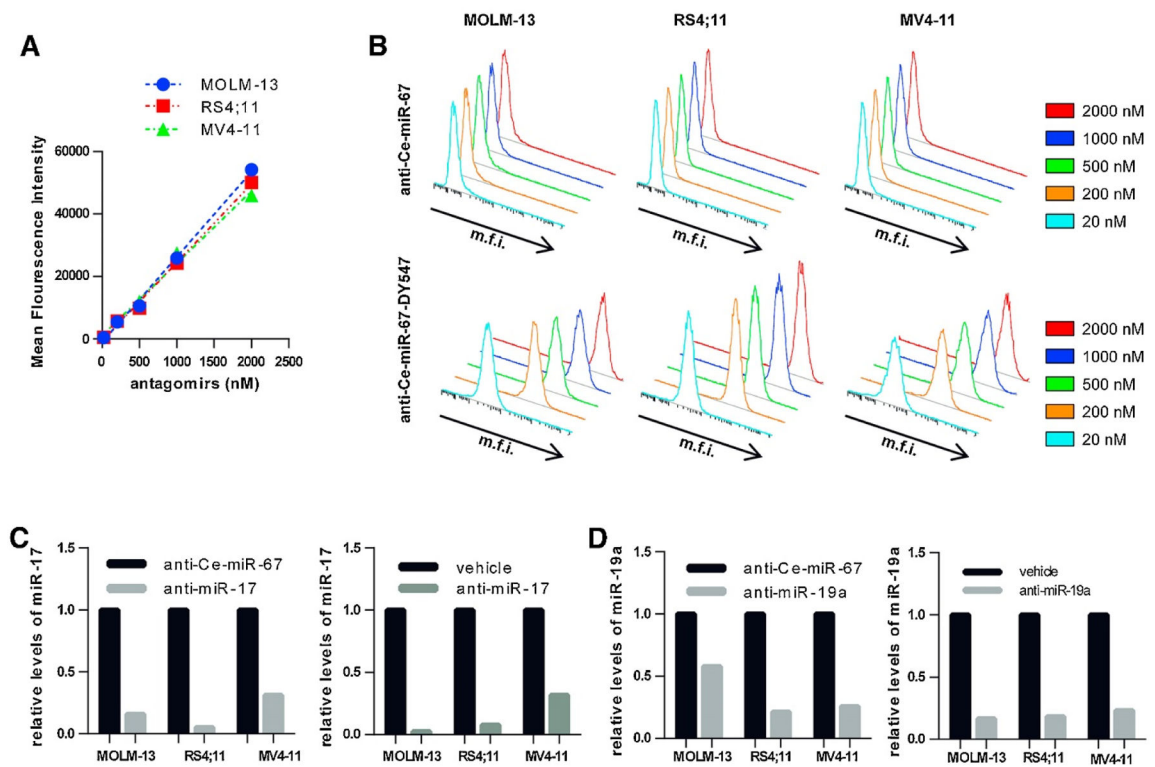 A
MOLM-13
RS4;11
MV4-11
Mean Flourescence Intensity
60000
40000
20000
0
0 500 1000 1500 2000 2500
antagomirs (nM)
B
MOLM-13 RS4;11 MV4-11
anti-Ce-miR-67
m.f.i. m.f.i. m.f.i.
2000 nM
1000 nM
500 nM
200 nM
20 nM
anti-Ce-miR-67-DY547
m.f.i. m.f.i. m.f.i.
2000 nM
1000 nM
500 nM
200 nM
20 nM
C
relative levels of miR-17
1.5
1.0
0.5
0.0
anti-Ce-miR-67
anti-miR-17
MOLM-13 RS4;11 MV4-11
relative levels of miR-17
1.5
1.0
0.5
0.0
vehicle
anti-miR-17
MOLM-13 RS4;11 MV4-11
D
relative levels of miR-19a
1.5
1.0
0.5
0.0
anti-Ce-miR-67
anti-miR-19a
MOLM-13 RS4;11 MV4-11
relative levels of miR-19a
1.5
1.0
0.5
0.0
vehicle
anti-miR-19a
MOLM-13 RS4;11 MV4-11